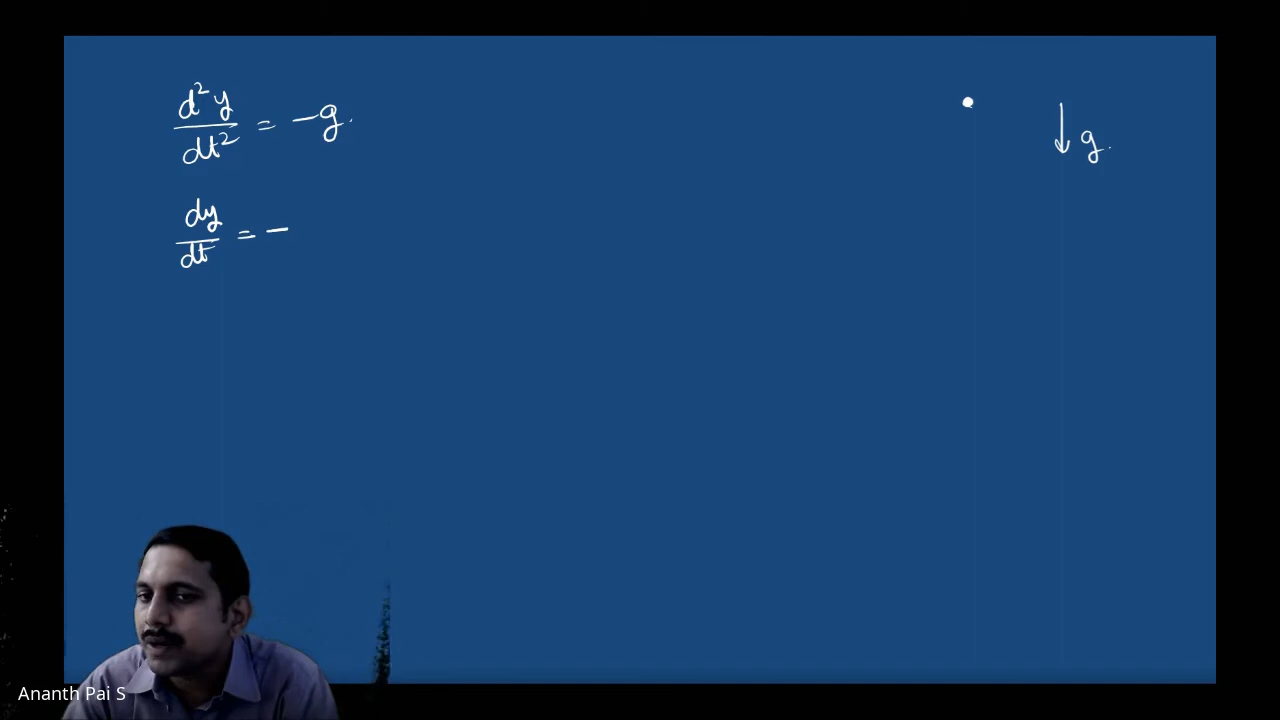 d²y/dt² = -g.
g.
dy/dt = -
Ananth Pai S